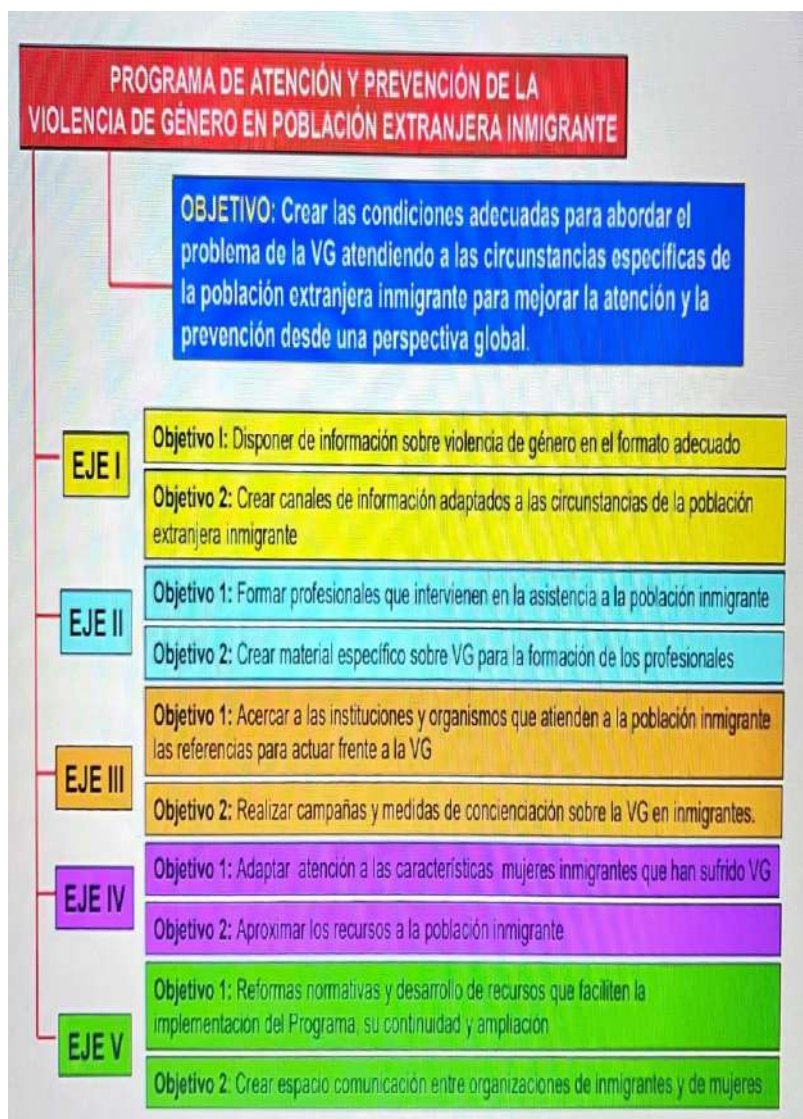 PROGRAMA DE ATENCIÓN Y PREVENCIÓN DE LA
VIOLENCIA DE GÉNERO EN POBLACIÓN EXTRANJERA INMIGRANTE
OBJETIVO: Crear las condiciones adecuadas para abordar el
problema de la VG atendiendo a las circunstancias específicas de
la población extranjera inmigrante para mejorar la atención y la
prevención desde una perspectiva global.
EJE I
Objetivo I: Disponer de información sobre violencia de género en el formato adecuado
Objetivo 2: Crear canales de información adaptados a las circunstancias de la población
extranjera inmigrante
EJE II
Objetivo 1: Formar profesionales que intervienen en la asistencia a la población inmigrante
Objetivo 2: Crear material específico sobre VG para la formación de los profesionales
EJE III
Objetivo 1: Acercar a las instituciones y organismos que atienden a la población inmigrante
las referencias para actuar frente a la VG
Objetivo 2: Realizar campañas y medidas de concienciación sobre la VG en inmigrantes.
EJE IV
Objetivo 1: Adaptar atención a las características mujeres inmigrantes que han sufrido VG
Objetivo 2: Aproximar los recursos a la población inmigrante
EJE V
Objetivo 1: Reformas normativas y desarrollo de recursos que faciliten la
implementación del Programa, su continuidad y ampliación
Objetivo 2: Crear espacio comunicación entre organizaciones de inmigrantes y de mujeres